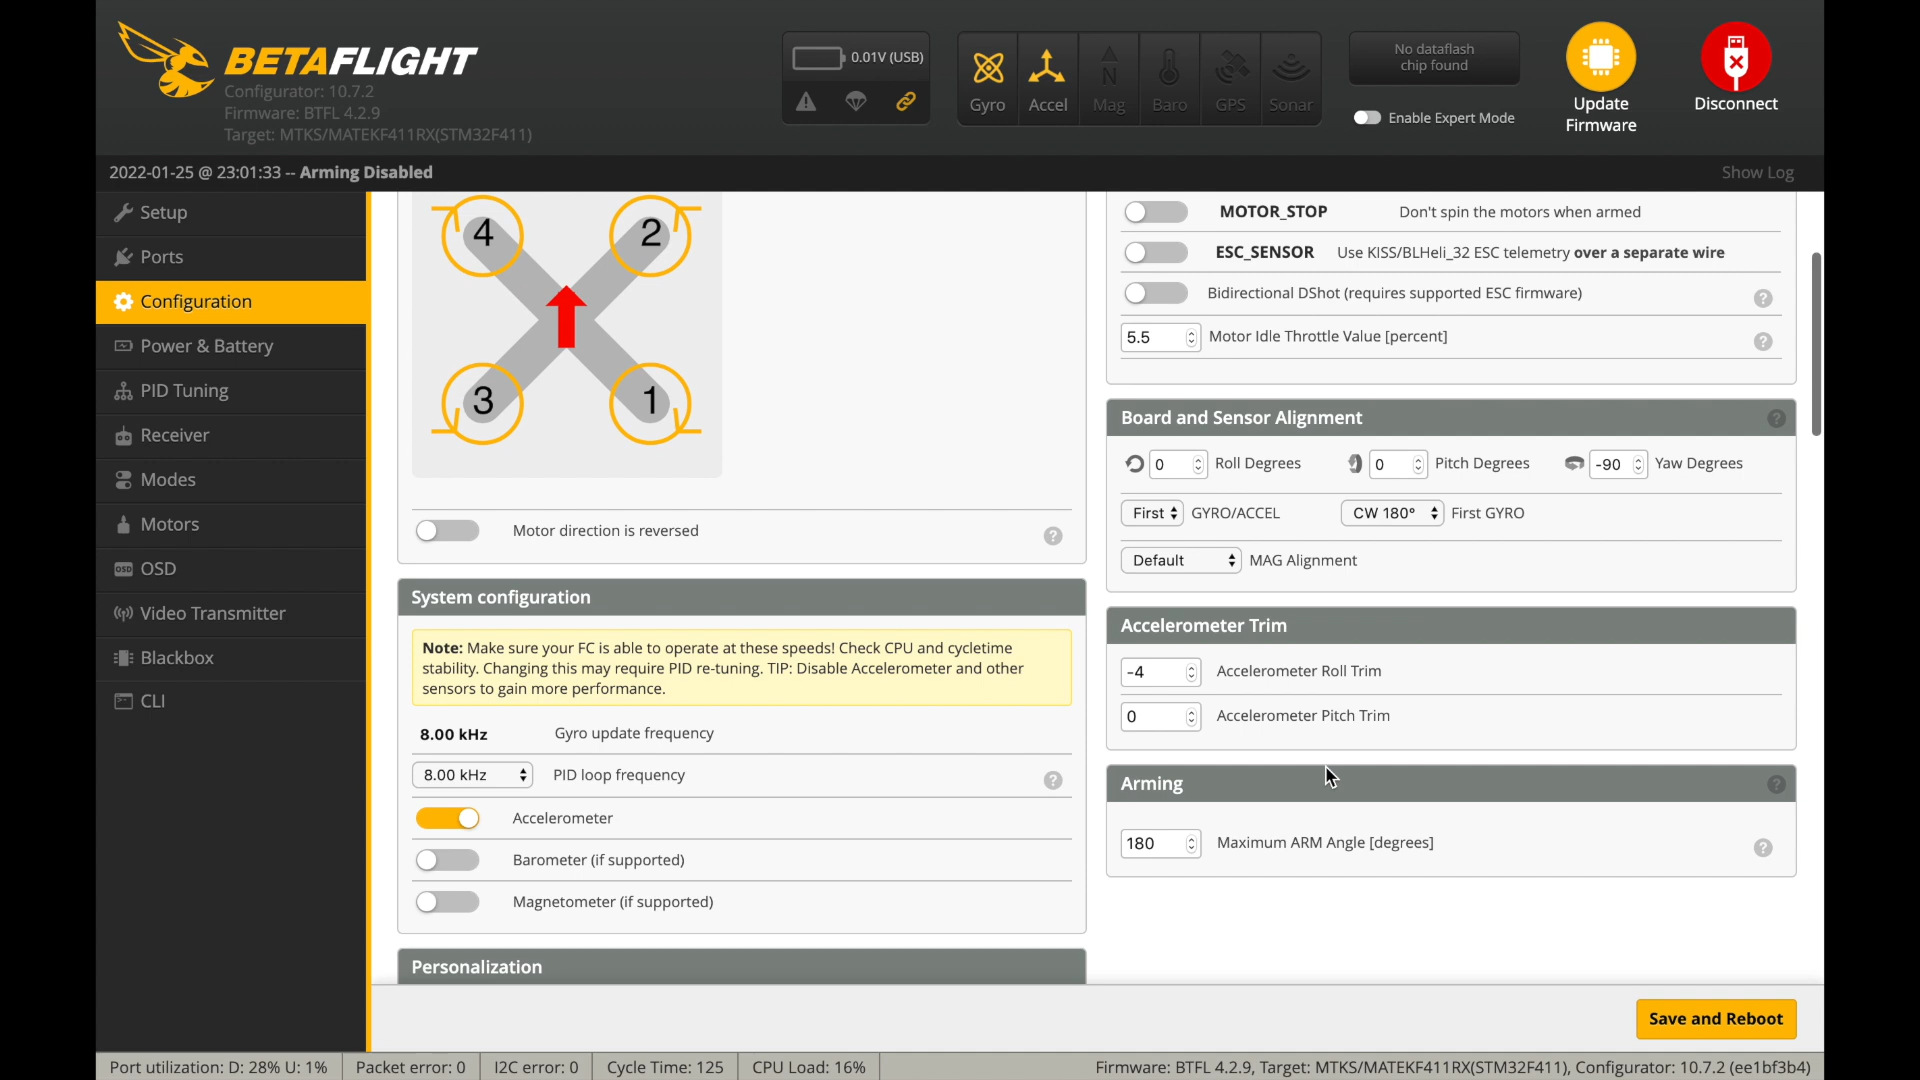 BETAFLIGHT
Configurator: 10.7.2
Firmware: BTFL 4.2.9
Target: MTKS/MATEKF411RX(STM32F411)
0.01V (USB)
Gyro
Accel
N
Mag
Baro
GPS
Sonar
No dataflash
chip found
Enable Expert Mode
Update
Firmware
Disconnect
2022-01-25 @ 23:01:33 -- Arming Disabled
Show Log
Setup
Ports
Configuration
Power & Battery
PID Tuning
Receiver
Modes
Motors
OSD OSD
Video Transmitter
Blackbox
CLI
4 2
3 1
Motor direction is reversed ?
System configuration
Note: Make sure your FC is able to operate at these speeds! Check CPU and cycletime
stability. Changing this may require PID re-tuning. TIP: Disable Accelerometer and other
sensors to gain more performance.
8.00 kHz Gyro update frequency
8.00 kHz PID loop frequency ?
Accelerometer
Barometer (if supported)
Magnetometer (if supported)
Personalization
MOTOR_STOP Don't spin the motors when armed
ESC_SENSOR Use KISS/BLHeli_32 ESC telemetry over a separate wire
Bidirectional DShot (requires supported ESC firmware) ?
5.5 Motor Idle Throttle Value [percent] ?
Board and Sensor Alignment ?
0 Roll Degrees 0 Pitch Degrees -90 Yaw Degrees
First GYRO/ACCEL CW 180° First GYRO
Default MAG Alignment
Accelerometer Trim
-4 Accelerometer Roll Trim
0 Accelerometer Pitch Trim
Arming ?
180 Maximum ARM Angle [degrees] ?
Save and Reboot
Port utilization: D: 28% U: 1% Packet error: 0 I2C error: 0 Cycle Time: 125 CPU Load: 16% Firmware: BTFL 4.2.9, Target: MTKS/MATEKF411RX(STM32F411), Configurator: 10.7.2 (ee1bf3b4)